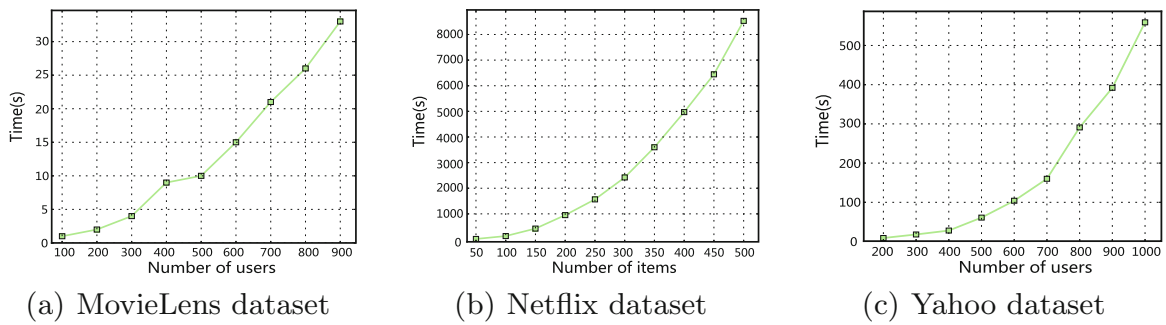 Time(s)
30
25
20
15
10
5
0
100 200 300 400 500 600 700 800 900
Number of users
(a) MovieLens dataset
Time(s)
8000
7000
6000
5000
4000
3000
2000
1000
0
50 100 150 200 250 300 350 400 450 500
Number of items
(b) Netflix dataset
Time(s)
500
400
300
200
100
0
200 300 400 500 600 700 800 900 1000
Number of users
(c) Yahoo dataset